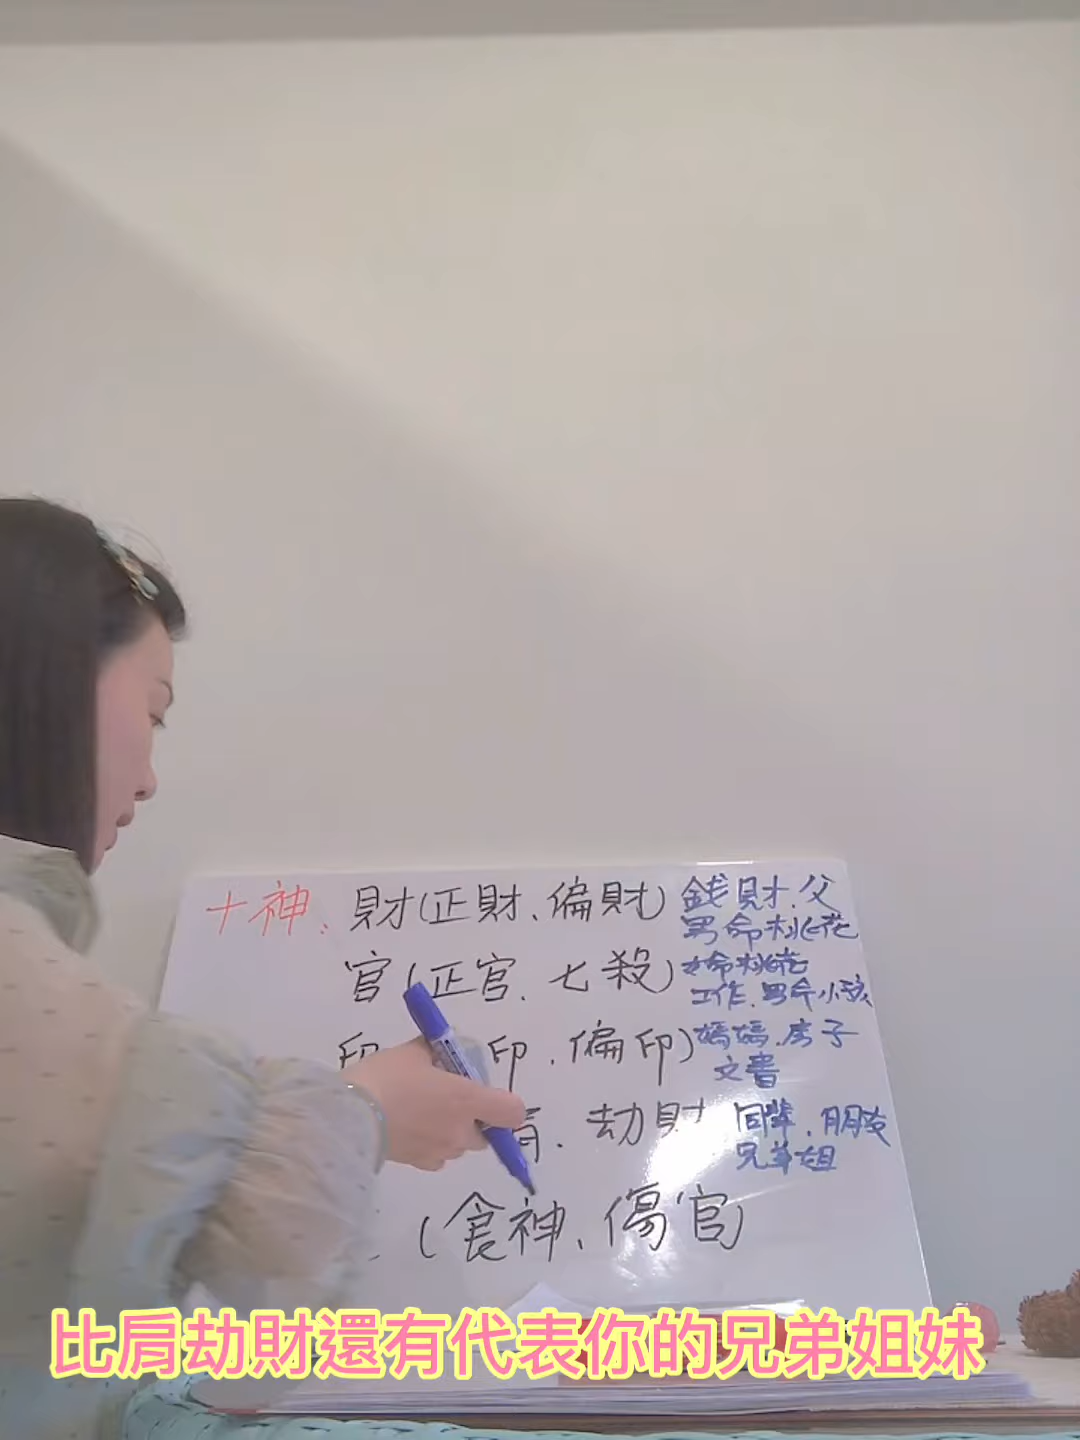 十神: 財(正財、偏財) 錢財、父
男命桃花
官(正官、七殺) 女命桃花
工作、男命小孩
印 印、偏印) 媽媽、房子
文書
肩、劫財 同輩、朋友
兄弟姐
(食神、傷官)
比肩劫財還有代表你的兄弟姐妹